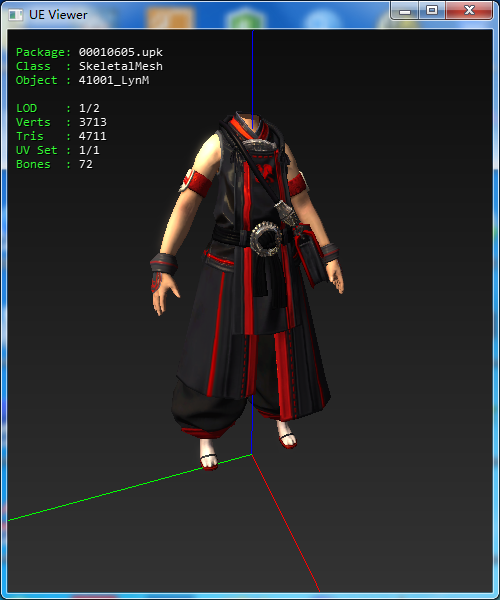 UE Viewer
Package: 00010605.upk
Class : SkeletalMesh
Object : 41001_LynM
LOD : 1/2
Verts : 3713
Tris : 4711
UV Set : 1/1
Bones : 72